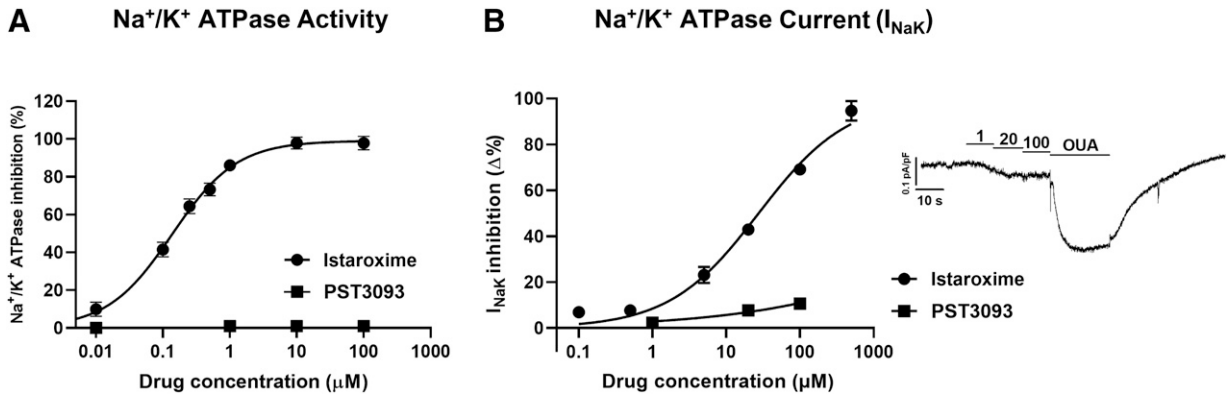 A
Na⁺/K⁺ ATPase Activity
Na⁺/K⁺ ATPase inhibition (%)
120
100
80
60
40
20
0
0.01 0.1 1 10 100 1000
Drug concentration (μM)
Istaroxime
PST3093
B
Na⁺/K⁺ ATPase Current (I_NaK)
I_NaK inhibition (Δ%)
100
80
60
40
20
0
0.1 1 10 100 1000
Drug concentration (µM)
Istaroxime
PST3093
1 20 100 OUA
0.1 pA/pF
10 s